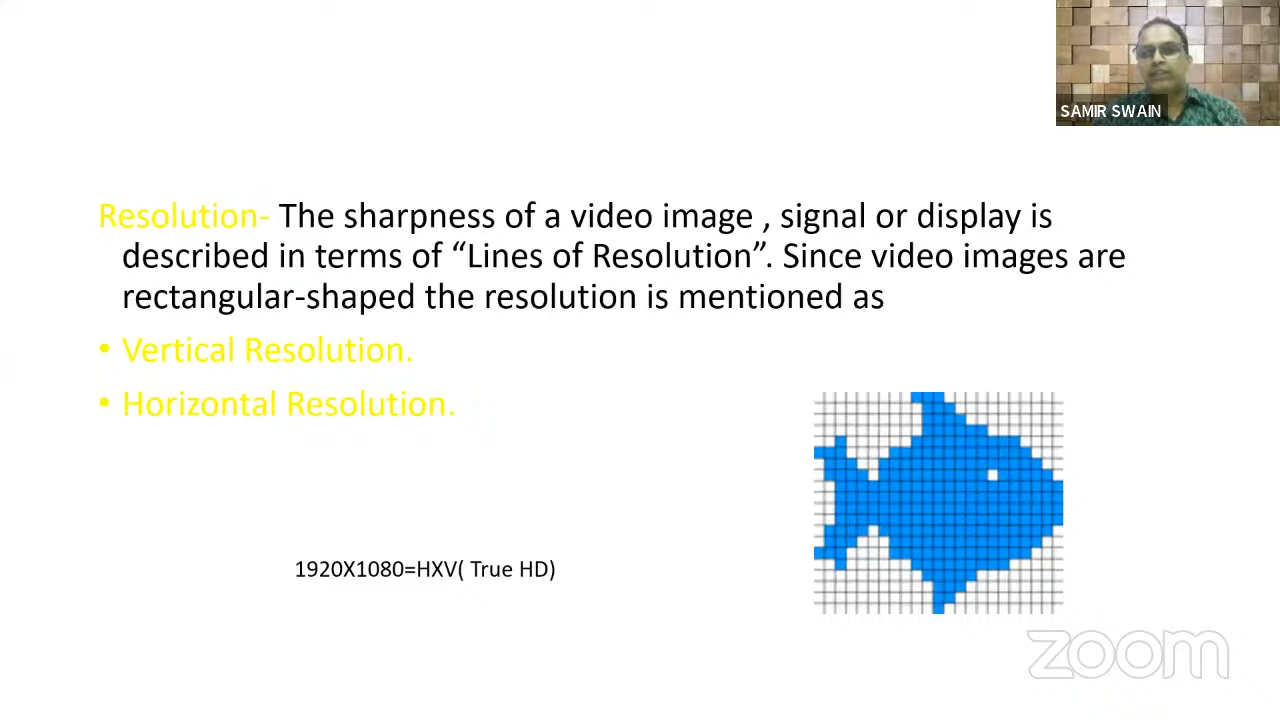 SAMIR SWAIN
Resolution- The sharpness of a video image , signal or display is
described in terms of “Lines of Resolution”. Since video images are
rectangular-shaped the resolution is mentioned as
• Vertical Resolution.
• Horizontal Resolution.
1920X1080=HXV( True HD)
zoom